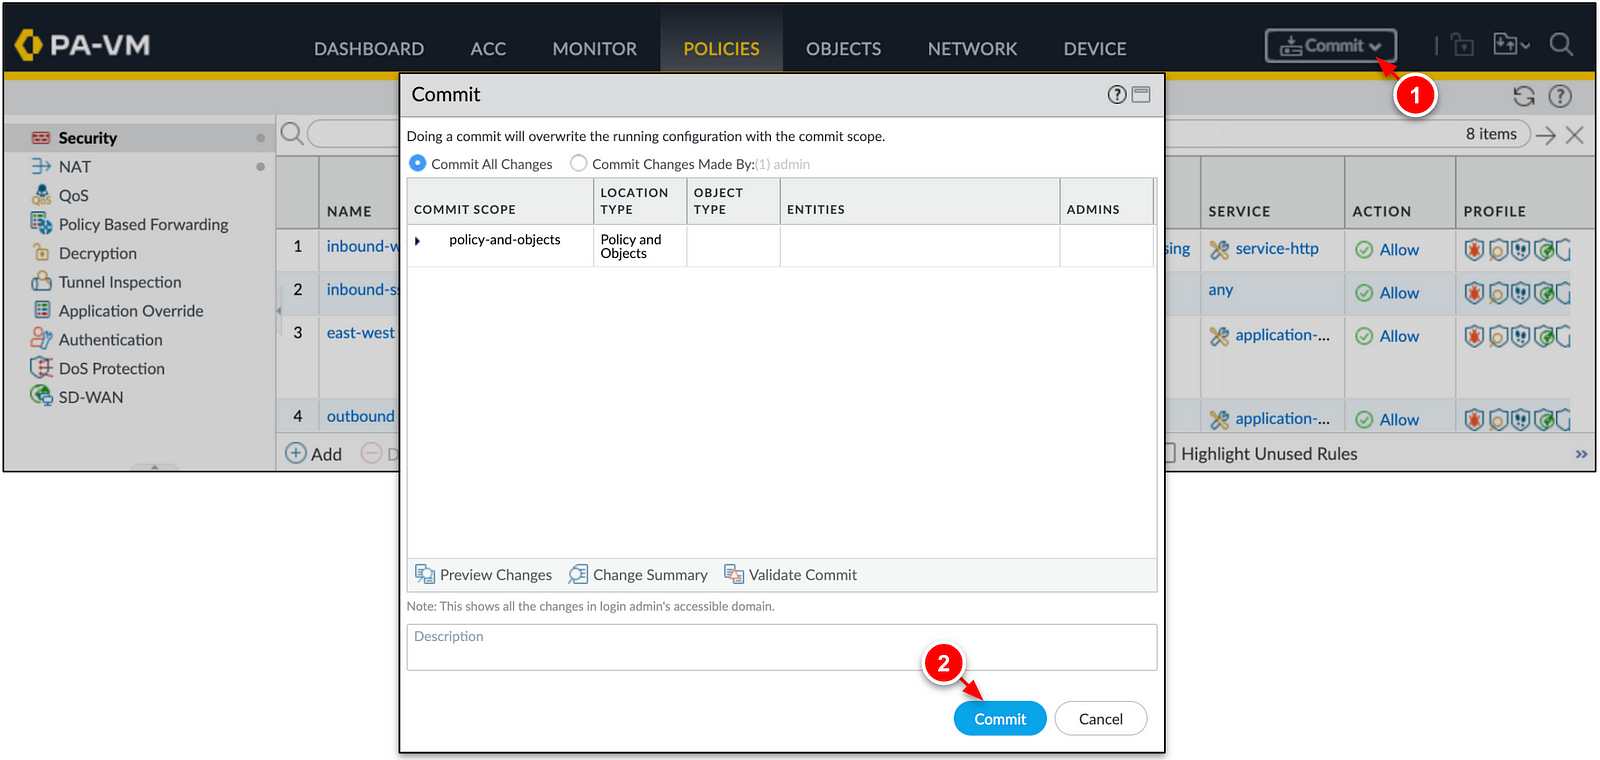 PA-VM
DASHBOARD ACC MONITOR POLICIES OBJECTS NETWORK DEVICE Commit
1
Commit
Doing a commit will overwrite the running configuration with the commit scope.
Commit All Changes Commit Changes Made By:(1) admin
COMMIT SCOPE LOCATION TYPE OBJECT TYPE ENTITIES ADMINS
policy-and-objects Policy and Objects
Preview Changes Change Summary Validate Commit
Note: This shows all the changes in login admin's accessible domain.
Description
2
Commit Cancel
Security
NAT
QoS
Policy Based Forwarding
Decryption
Tunnel Inspection
Application Override
Authentication
DoS Protection
SD-WAN
8 items
NAME SERVICE ACTION PROFILE
1 inbound-w sing service-http Allow
2 inbound-ss any Allow
3 east-west application-... Allow
4 outbound application-... Allow
Add D Highlight Unused Rules